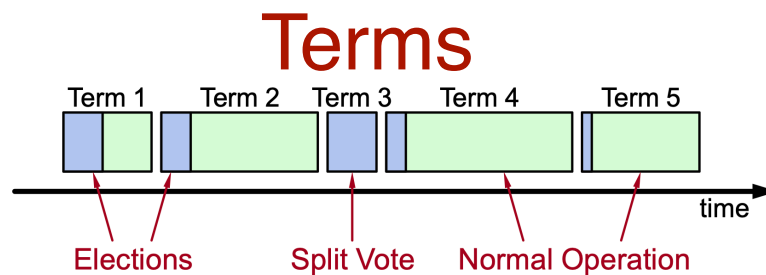 Terms
Term 1 Term 2 Term 3 Term 4 Term 5
time
Elections Split Vote Normal Operation